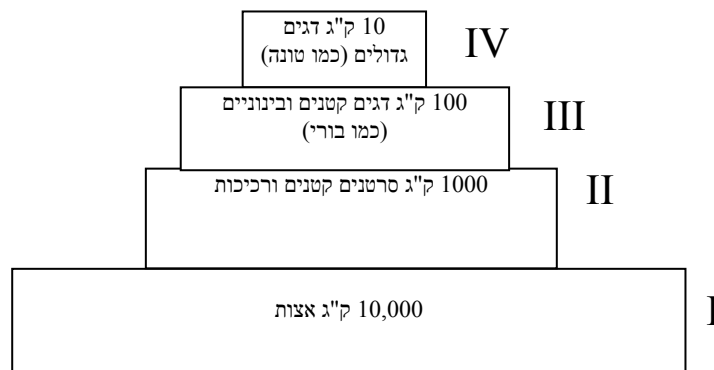 10 ק"ג דגים
גדולים (כמו טונה)
IV
100 ק"ג דגים קטנים ובינוניים
(כמו בורי)
III
1000 ק"ג סרטנים קטנים ורכיכות
II
10,000 ק"ג אצות
I